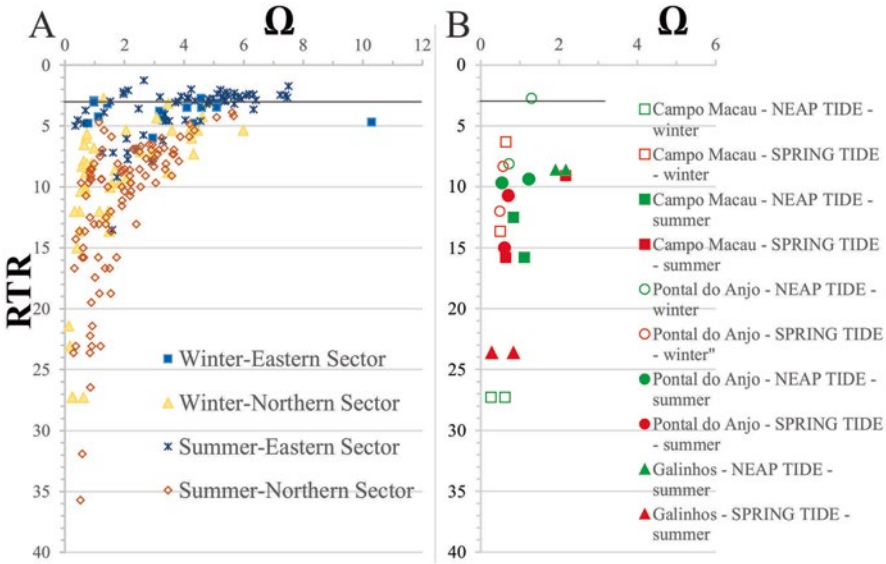 A
Ω
0 2 4 6 8 10 12
0
5
10
15
20
25
30
35
40
RTR
Winter-Eastern Sector
Winter-Northern Sector
Summer-Eastern Sector
Summer-Northern Sector
B
Ω
0 2 4 6
0
5
10
15
20
25
30
35
40
Campo Macau - NEAP TIDE -
winter
Campo Macau - SPRING TIDE
- winter
Campo Macau - NEAP TIDE -
summer
Campo Macau - SPRING TIDE
- summer
Pontal do Anjo - NEAP TIDE -
winter
Pontal do Anjo - SPRING TIDE
- winter"
Pontal do Anjo - NEAP TIDE -
summer
Pontal do Anjo - SPRING TIDE
- summer
Galinhos - NEAP TIDE -
summer
Galinhos - SPRING TIDE -
summer